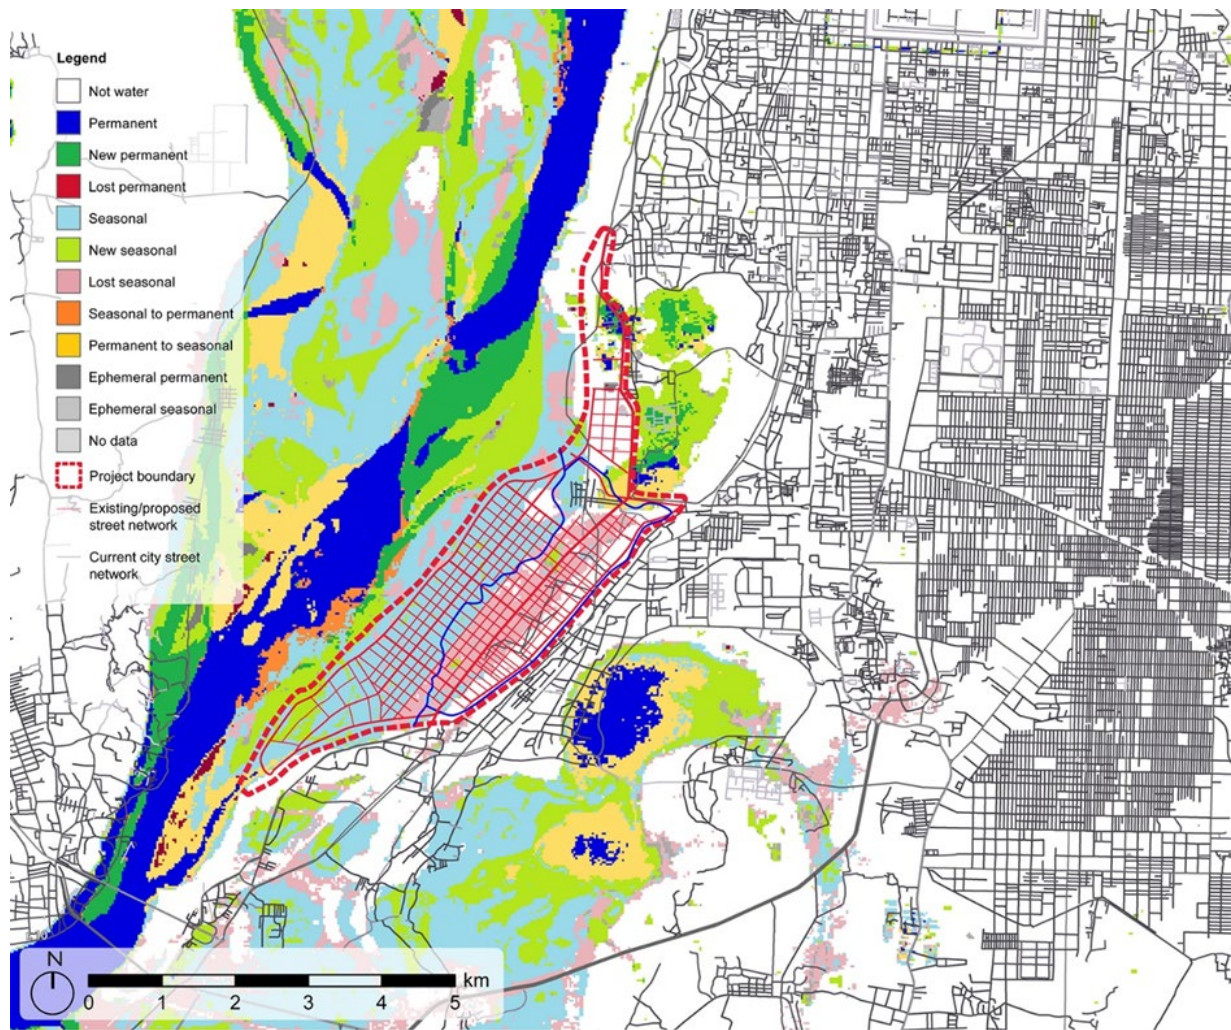 Legend
Not water
Permanent
New permanent
Lost permanent
Seasonal
New seasonal
Lost seasonal
Seasonal to permanent
Permanent to seasonal
Ephemeral permanent
Ephemeral seasonal
No data
Project boundary
Existing/proposed
street network
Current city street
network
N
km
0 1 2 3 4 5